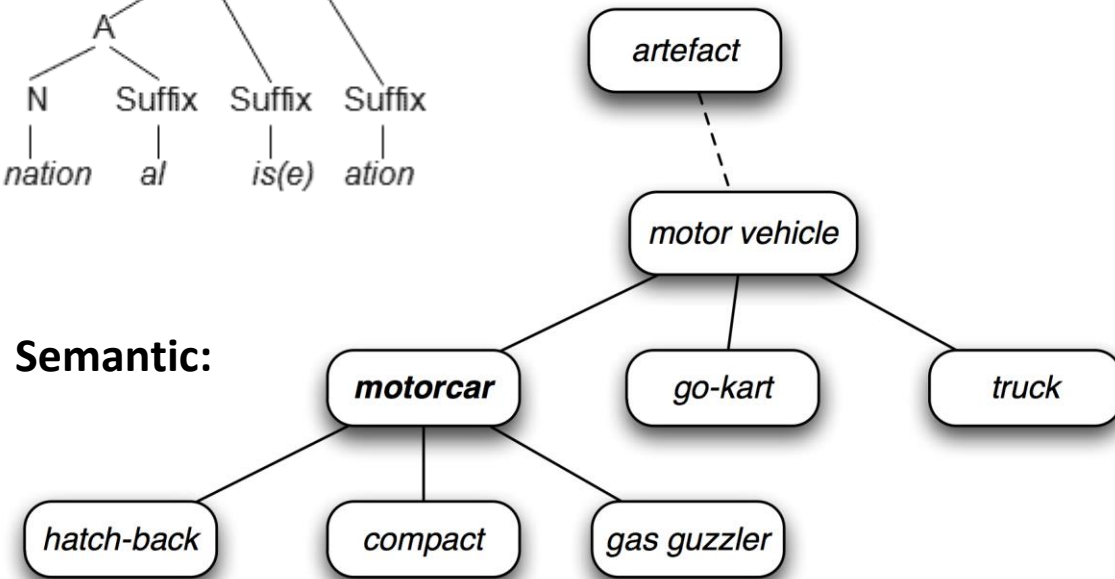 A
N Suffix Suffix Suffix
nation al is(e) ation
artefact
motor vehicle
Semantic:
motorcar go-kart truck
hatch-back compact gas guzzler